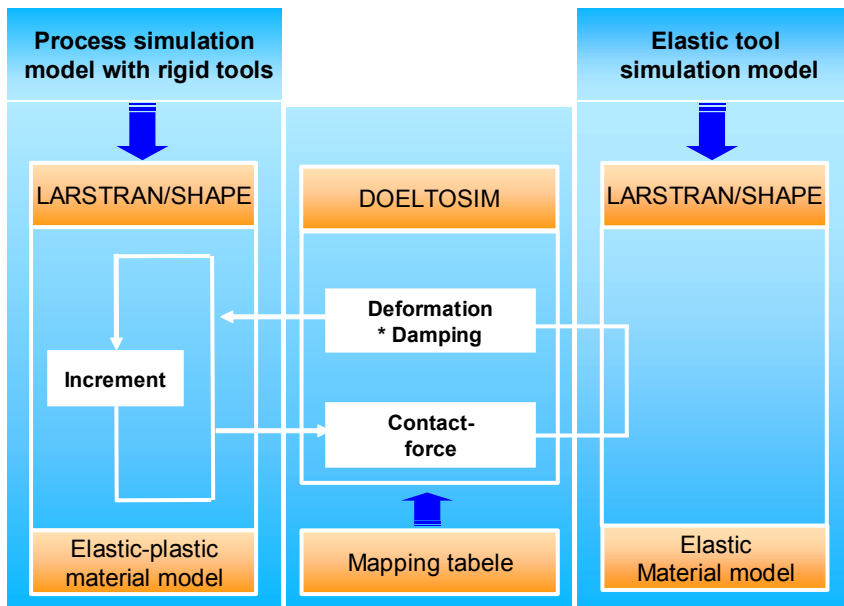 Process simulation
model with rigid tools
Elastic tool
simulation model
LARSTRAN/SHAPE
DOELTOSIM
LARSTRAN/SHAPE
Deformation
* Damping
Increment
Contact-
force
Elastic-plastic
material model
Mapping tabele
Elastic
Material model